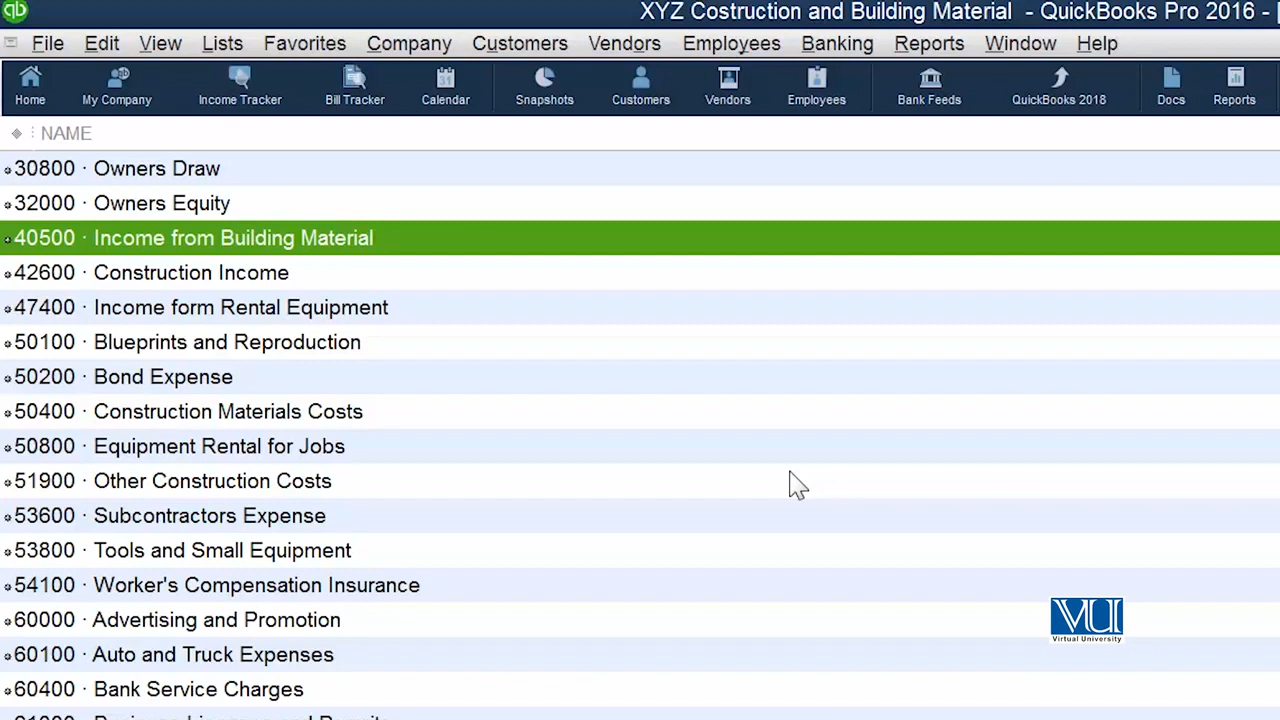 XYZ Costruction and Building Material - QuickBooks Pro 2016 -
File Edit View Lists Favorites Company Customers Vendors Employees Banking Reports Window Help
Home My Company Income Tracker Bill Tracker Calendar Snapshots Customers Vendors Employees Bank Feeds QuickBooks 2018 Docs Reports
NAME
30800 · Owners Draw
32000 · Owners Equity
40500 · Income from Building Material
42600 · Construction Income
47400 · Income form Rental Equipment
50100 · Blueprints and Reproduction
50200 · Bond Expense
50400 · Construction Materials Costs
50800 · Equipment Rental for Jobs
51900 · Other Construction Costs
53600 · Subcontractors Expense
53800 · Tools and Small Equipment
54100 · Worker's Compensation Insurance
60000 · Advertising and Promotion
60100 · Auto and Truck Expenses
60400 · Bank Service Charges
VU
Virtual University